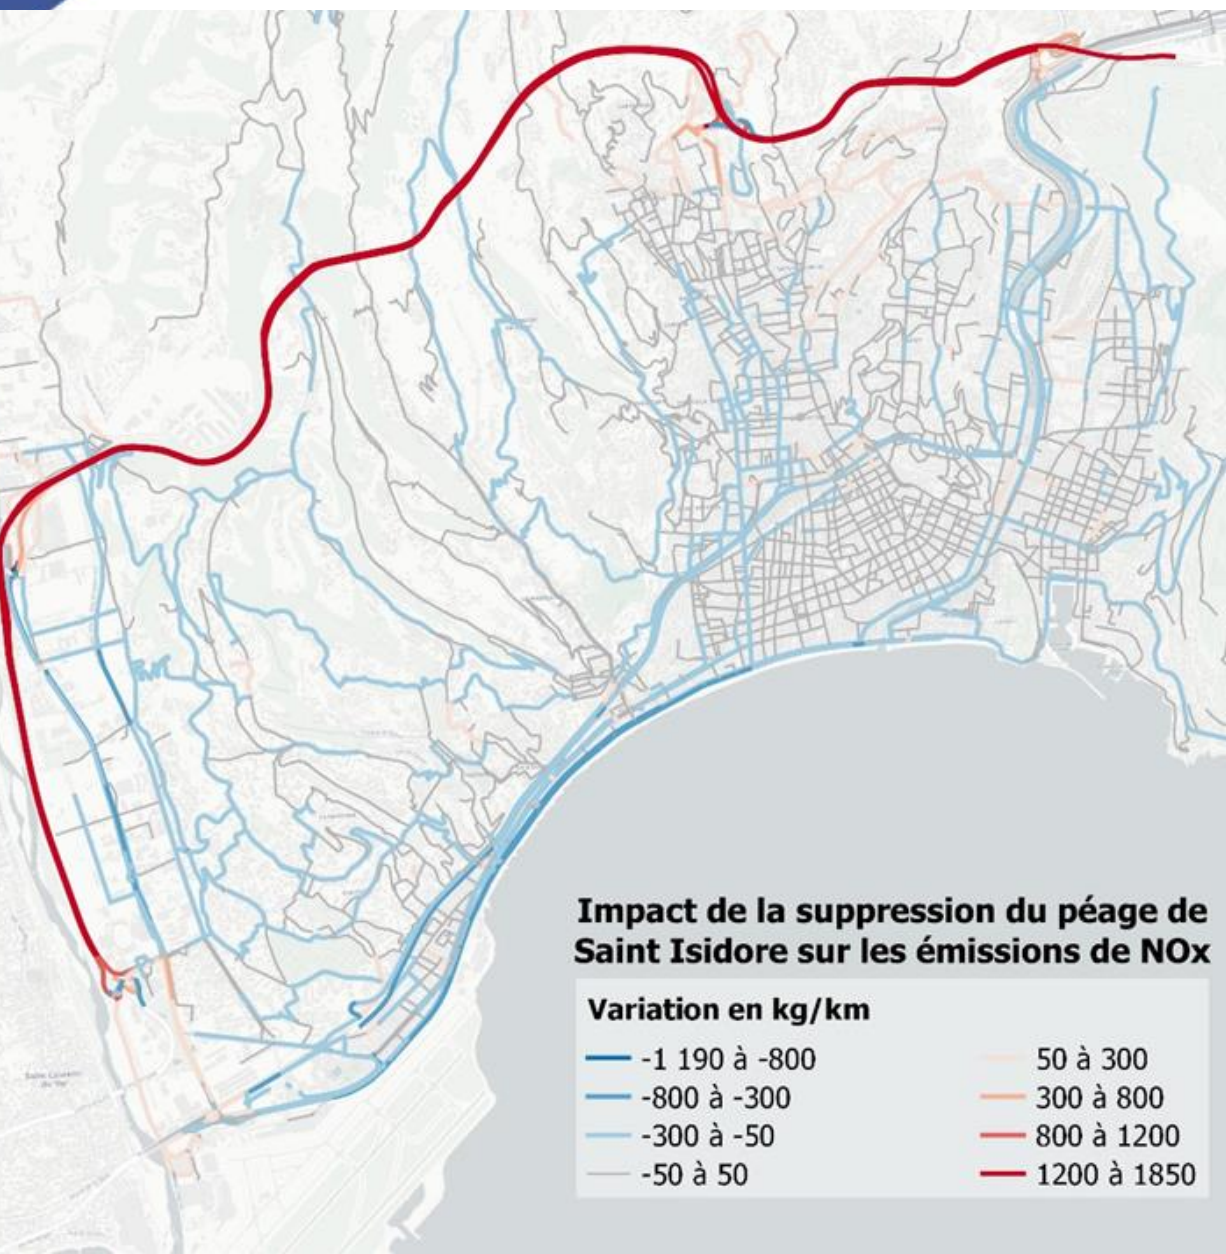 Impact de la suppression du péage de
Saint Isidore sur les émissions de NOx
Variation en kg/km
-1 190 à -800
-800 à -300
-300 à -50
-50 à 50
50 à 300
300 à 800
800 à 1200
1200 à 1850